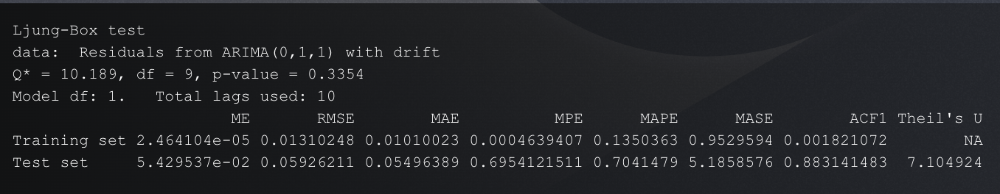 Ljung-Box test
data:  Residuals from ARIMA(0,1,1) with drift
Q* = 10.189, df = 9, p-value = 0.3354
Model df: 1.   Total lags used: 10
                       ME       RMSE        MAE          MPE      MAPE      MASE        ACF1 Theil's U
Training set 2.464104e-05 0.01310248 0.01010023 0.0004639407 0.1350363 0.9529594 0.001821072        NA
Test set     5.429537e-02 0.05926211 0.05496389 0.6954121511 0.7041479 5.1858576 0.883141483  7.104924